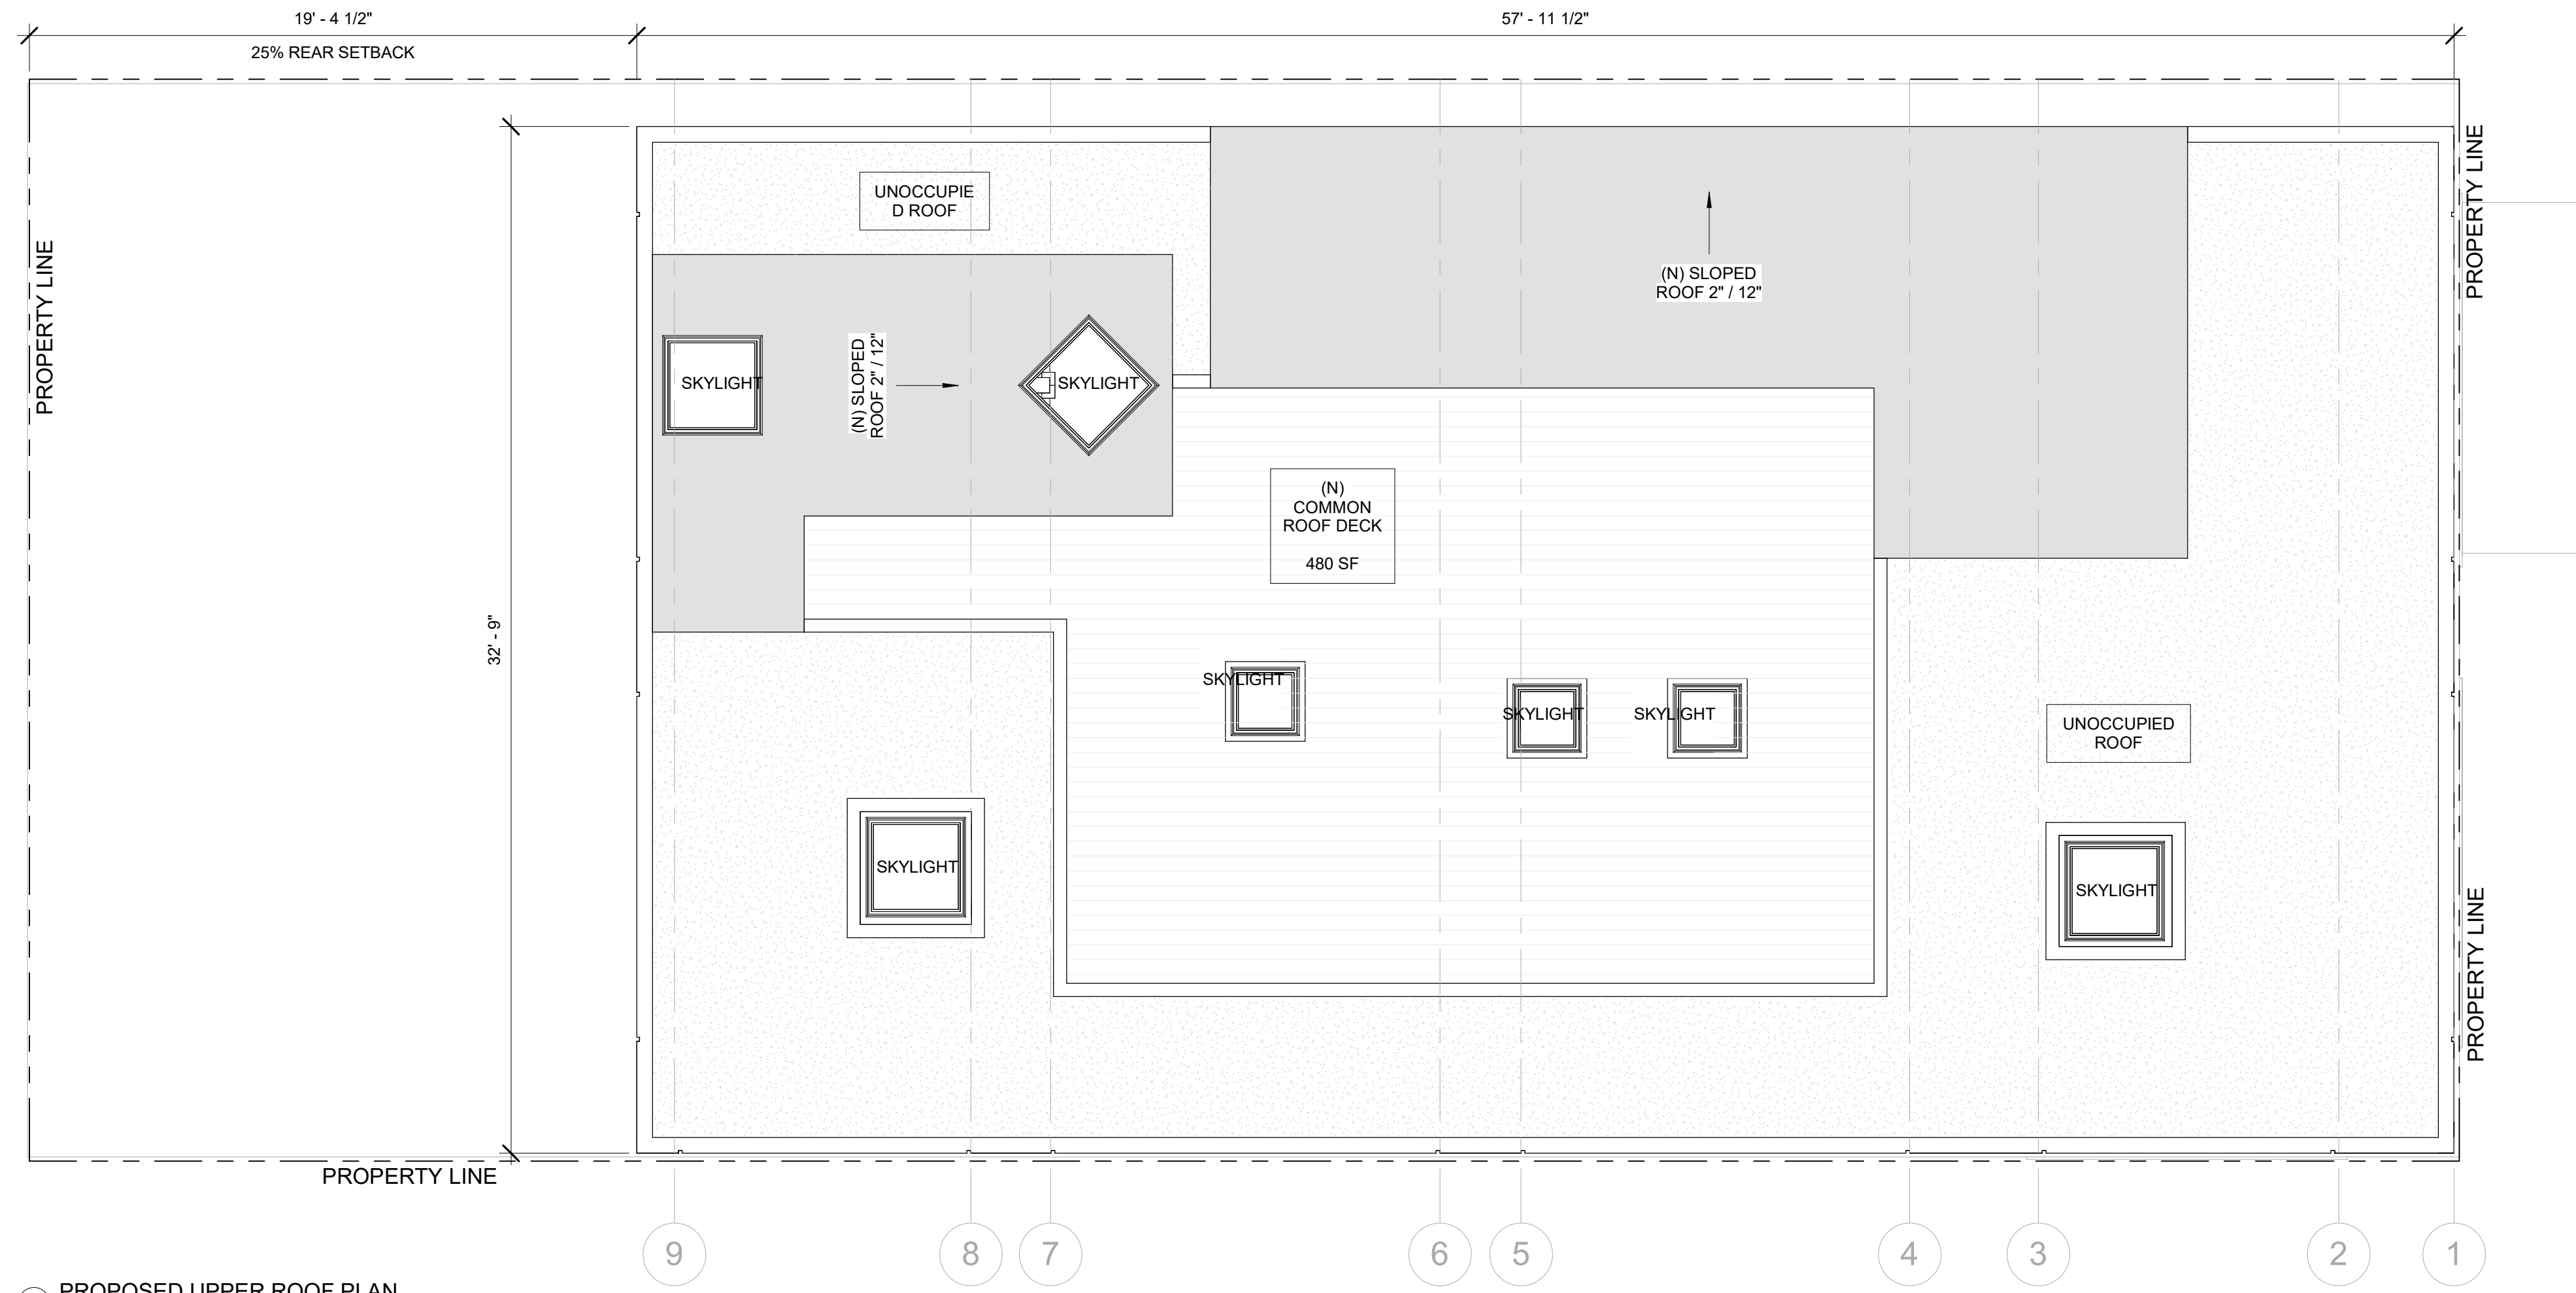 19' - 4 1/2"
57' - 11 1/2"
25% REAR SETBACK
PROPERTY LINE
PROPERTY LINE
UNOCCUPIE
D ROOF
(N) SLOPED
ROOF 2" / 12"
SKYLIGHT
(N) SLOPED
ROOF 2" / 12"
SKYLIGHT
(N)
COMMON
ROOF DECK
480 SF
32' - 9"
SKYLIGHT
SKYLIGHT
SKYLIGHT
UNOCCUPIED
ROOF
SKYLIGHT
SKYLIGHT
PROPERTY LINE
PROPERTY LINE
9
8
7
6
5
4
3
2
1
PROPOSED UPPER ROOF PLAN